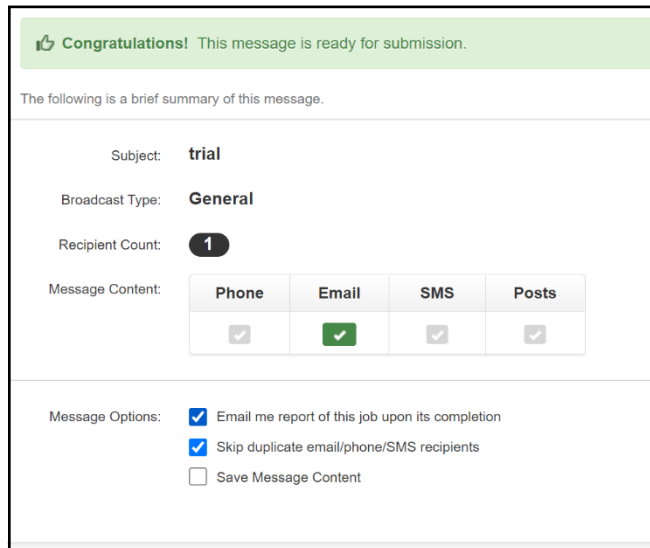 Congratulations! This message is ready for submission.
The following is a brief summary of this message.
Subject: trial
Broadcast Type: General
Recipient Count: 1
Message Content: Phone Email SMS Posts
Message Options: Email me report of this job upon its completion
Skip duplicate email/phone/SMS recipients
Save Message Content